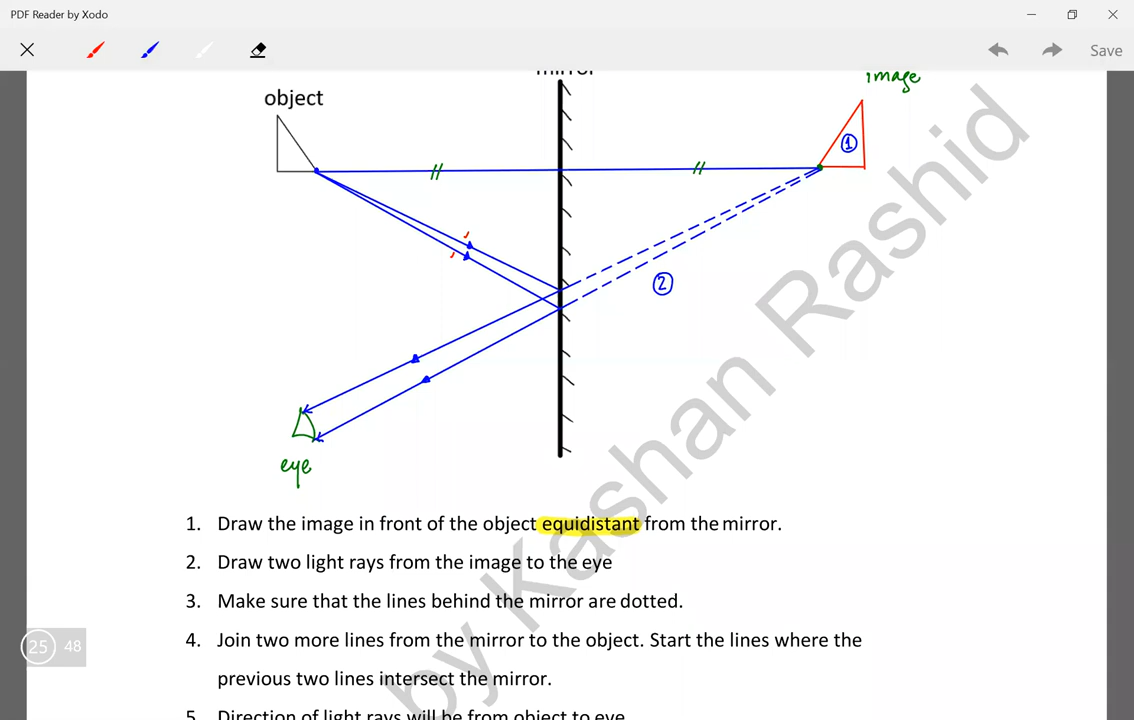 PDF Reader by Xodo
Save
mirror
image
object
1
2
eye
1. Draw the image in front of the object equidistant from the mirror.
2. Draw two light rays from the image to the eye
3. Make sure that the lines behind the mirror are dotted.
4. Join two more lines from the mirror to the object. Start the lines where the
previous two lines intersect the mirror.
5. Direction of light rays will be from object to eye
25 48
by Kashan Rashid